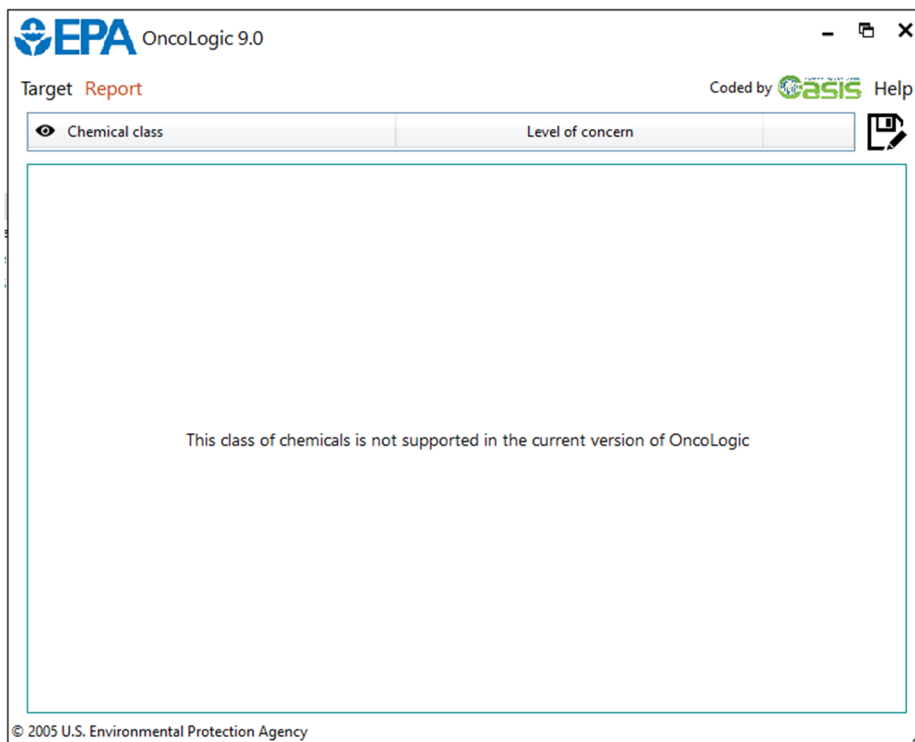 EPA OncoLogic 9.0
Target Report Coded by Oasis Help
Chemical class Level of concern
This class of chemicals is not supported in the current version of OncoLogic
© 2005 U.S. Environmental Protection Agency